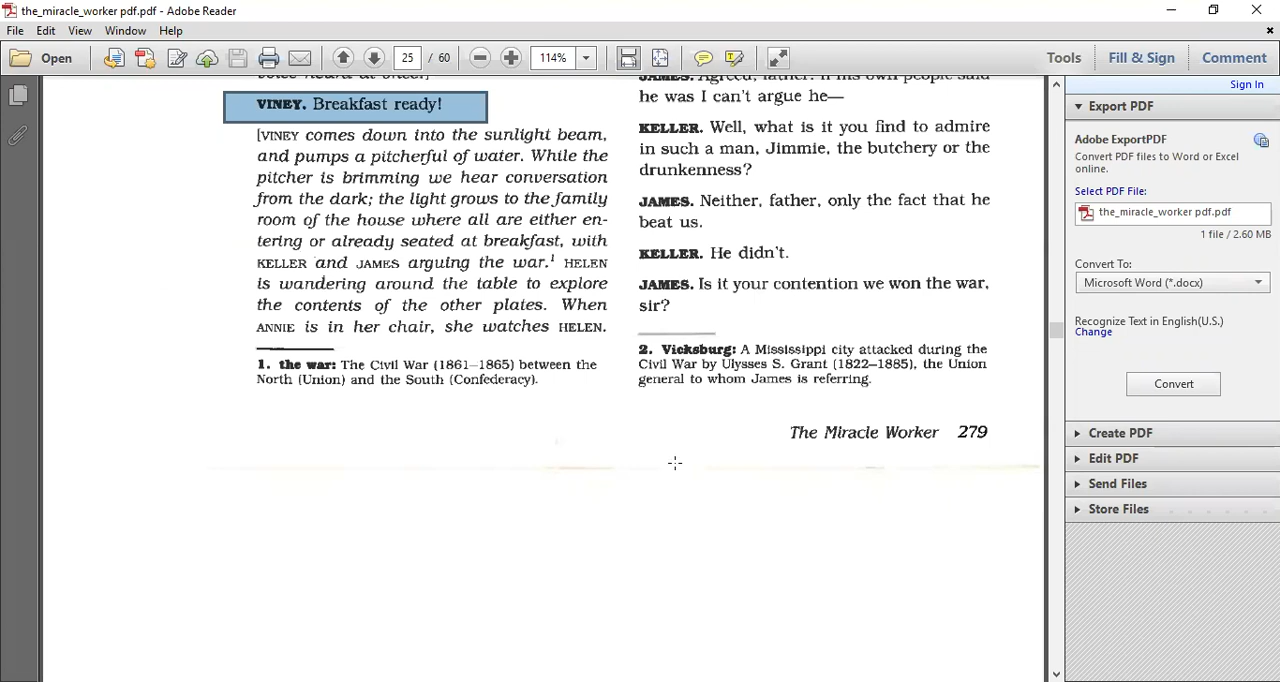 the_miracle_worker pdf.pdf - Adobe Reader
File Edit View Window Help
Open
25 / 60
114%
Tools
Fill & Sign
Comment
VINEY. Breakfast ready!
[VINEY comes down into the sunlight beam,
and pumps a pitcherful of water. While the
pitcher is brimming we hear conversation
from the dark; the light grows to the family
room of the house where all are either en-
tering or already seated at breakfast, with
KELLER and JAMES arguing the war.1 HELEN
is wandering around the table to explore
the contents of the other plates. When
ANNIE is in her chair, she watches HELEN.
1. the war: The Civil War (1861–1865) between the
North (Union) and the South (Confederacy).
JAMES. Agreed, father. If his own people said
he was I can't argue he—
KELLER. Well, what is it you find to admire
in such a man, Jimmie, the butchery or the
drunkenness?
JAMES. Neither, father, only the fact that he
beat us.
KELLER. He didn't.
JAMES. Is it your contention we won the war,
sir?
2. Vicksburg: A Mississippi city attacked during the
Civil War by Ulysses S. Grant (1822–1885), the Union
general to whom James is referring.
The Miracle Worker 279
Sign In
Export PDF
Adobe ExportPDF
Convert PDF files to Word or Excel
online.
Select PDF File:
the_miracle_worker pdf.pdf
1 file / 2.60 MB
Convert To:
Microsoft Word (*.docx)
Recognize Text in English(U.S.)
Change
Convert
Create PDF
Edit PDF
Send Files
Store Files